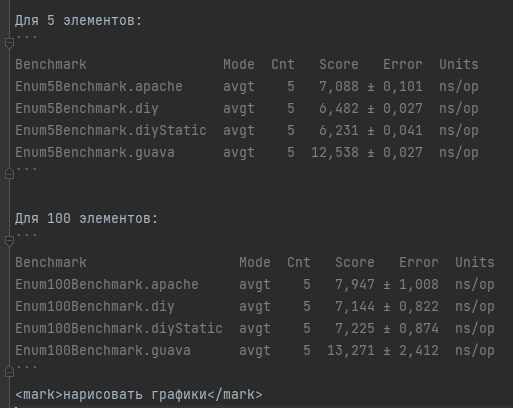 Для 5 элементов:
```
Benchmark                 Mode  Cnt   Score   Error  Units
Enum5Benchmark.apache     avgt    5   7,088 ± 0,101  ns/op
Enum5Benchmark.diy        avgt    5   6,482 ± 0,027  ns/op
Enum5Benchmark.diyStatic  avgt    5   6,231 ± 0,041  ns/op
Enum5Benchmark.guava      avgt    5  12,538 ± 0,027  ns/op
```
Для 100 элементов:
```
Benchmark                   Mode  Cnt   Score   Error  Units
Enum100Benchmark.apache     avgt    5   7,947 ± 1,008  ns/op
Enum100Benchmark.diy        avgt    5   7,144 ± 0,822  ns/op
Enum100Benchmark.diyStatic  avgt    5   7,225 ± 0,874  ns/op
Enum100Benchmark.guava      avgt    5  13,271 ± 2,412  ns/op
```
<mark>нарисовать графики</mark>